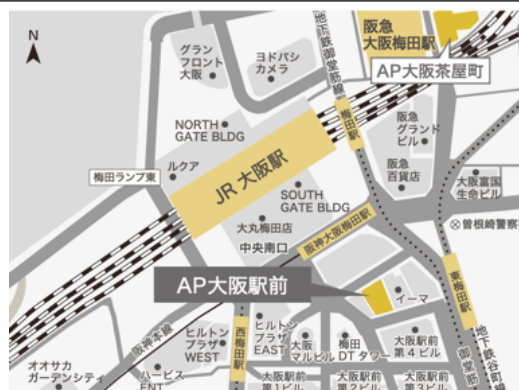 N
グラン
フロント
大阪
ヨドバシ
カメラ
地下鉄御堂筋線
阪急
大阪梅田駅
AP大阪茶屋町
NORTH
GATE BLDG
梅田駅
阪急
グランド
ビル
梅田ランプ東
ルクア
JR 大阪駅
阪急
百貨店
大阪富国
生命ビル
SOUTH
GATE BLDG
大丸梅田店
中央南口
阪神大阪梅田駅
曽根崎警察
AP大阪駅前
イーマ
東梅田駅
阪神本線
ヒルトン
プラザ
WEST
西梅田駅
ヒルトン
プラザ
EAST
大阪
マルビル
梅田
DT タワー
大阪駅前
第4ビル
御堂筋
地下鉄谷町線
オオサカ
ガーデンシティ
ハービス
ENT
大阪駅前
第1ビル
大阪駅前
第2ビル
大阪駅前